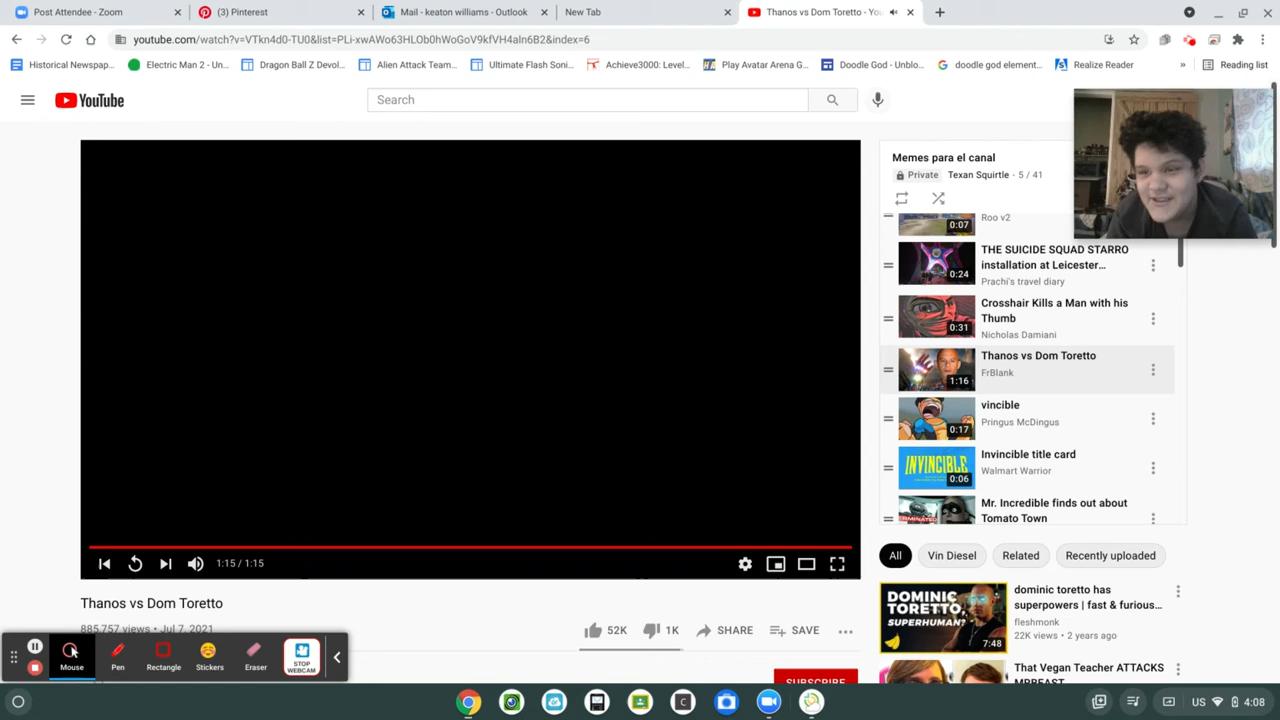 Post Attendee - Zoom
(3) Pinterest
Mail - keaton williams - Outlook
New Tab
Thanos vs Dom Toretto - You
youtube.com/watch?v=VTkn4d0-TU0&list=PLi-xwAWo63HLOb0hWoGoV9kfVH4aIn6B2&index=6
Historical Newspap...
Electric Man 2 - Un...
Dragon Ball Z Devol...
Alien Attack Team...
Ultimate Flash Soni...
Achieve3000: Level...
Play Avatar Arena G...
Doodle God - Unblo...
doodle god element...
Realize Reader
»
Reading list
YouTube
Search
Memes para el canal
Private Texan Squirtle · 5 / 41
0:07
Roo v2
THE SUICIDE SQUAD STARRO
installation at Leicester...
0:24
Prachi's travel diary
Crosshair Kills a Man with his
Thumb
0:31
Nicholas Damiani
Thanos vs Dom Toretto
FrBlank
1:16
vincible
Pringus McDingus
0:17
Invincible title card
INVINCIBLE
Walmart Warrior
0:06
Mr. Incredible finds out about
Tomato Town
1:15 / 1:15
All
Vin Diesel
Related
Recently uploaded
Thanos vs Dom Toretto
885,757 views · Jul 7, 2021
52K
1K
SHARE
SAVE
DOMINIC
TORETTO,
SUPERHUMAN?
7:48
dominic toretto has
superpowers | fast & furious...
fleshmonk
22K views · 2 years ago
That Vegan Teacher ATTACKS
MRBEAST
SUBSCRIBE
Mouse
Pen
Rectangle
Stickers
Eraser
STOP
WEBCAM
US
4:08